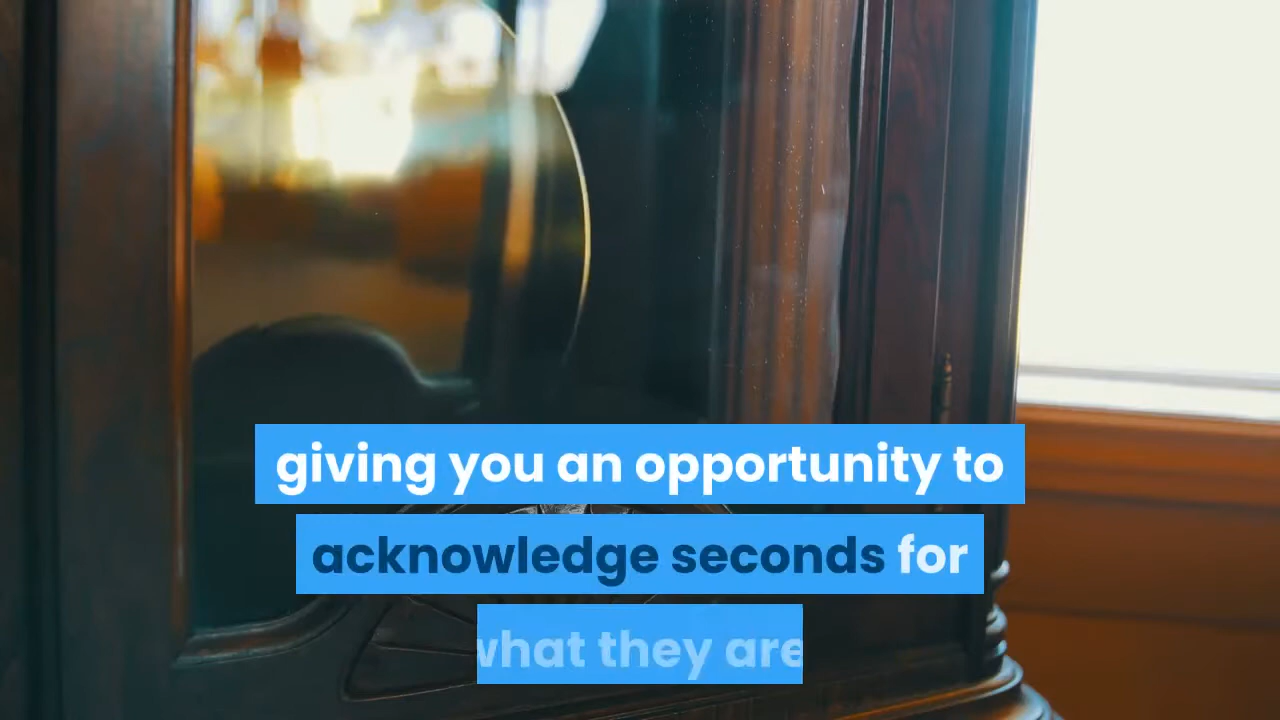 giving you an opportunity to
acknowledge seconds for
what they are